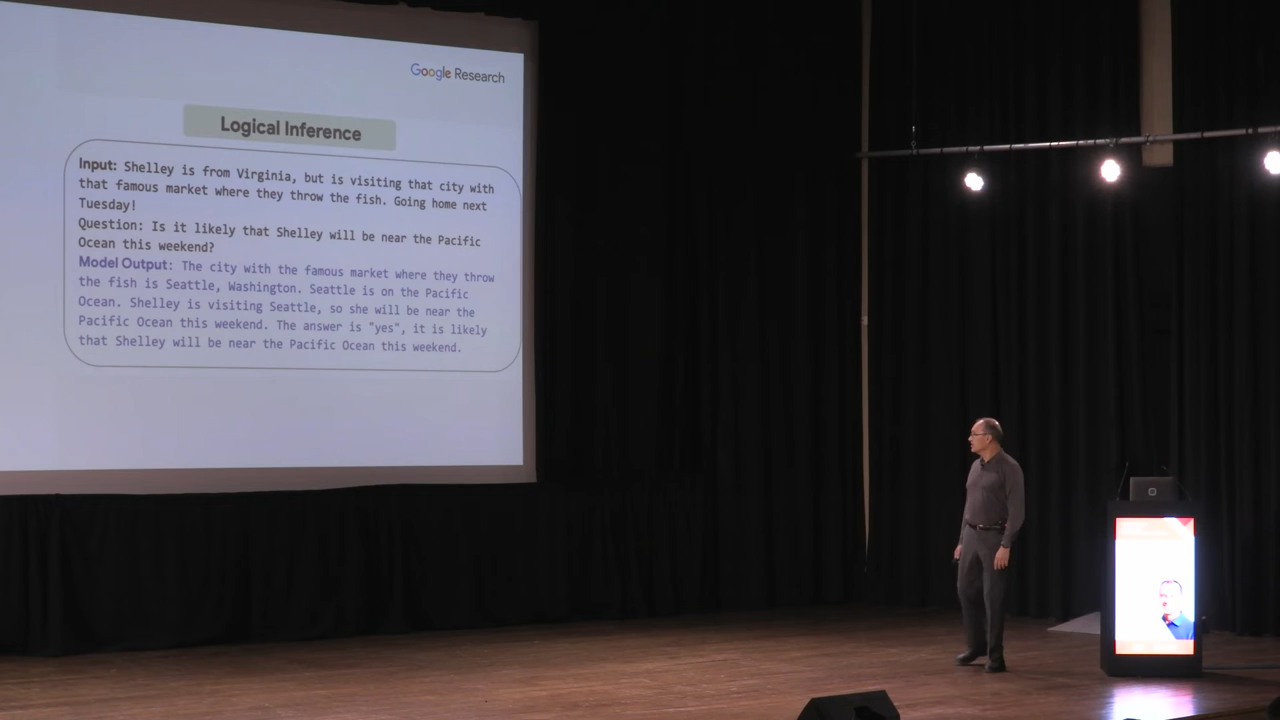 Google Research
Logical Inference
Input: Shelley is from Virginia, but is visiting that city with
that famous market where they throw the fish. Going home next
Tuesday!
Question: Is it likely that Shelley will be near the Pacific
Ocean this weekend?
Model Output: The city with the famous market where they throw
the fish is Seattle, Washington. Seattle is on the Pacific
Ocean. Shelley is visiting Seattle, so she will be near the
Pacific Ocean this weekend. The answer is "yes", it is likely
that Shelley will be near the Pacific Ocean this weekend.